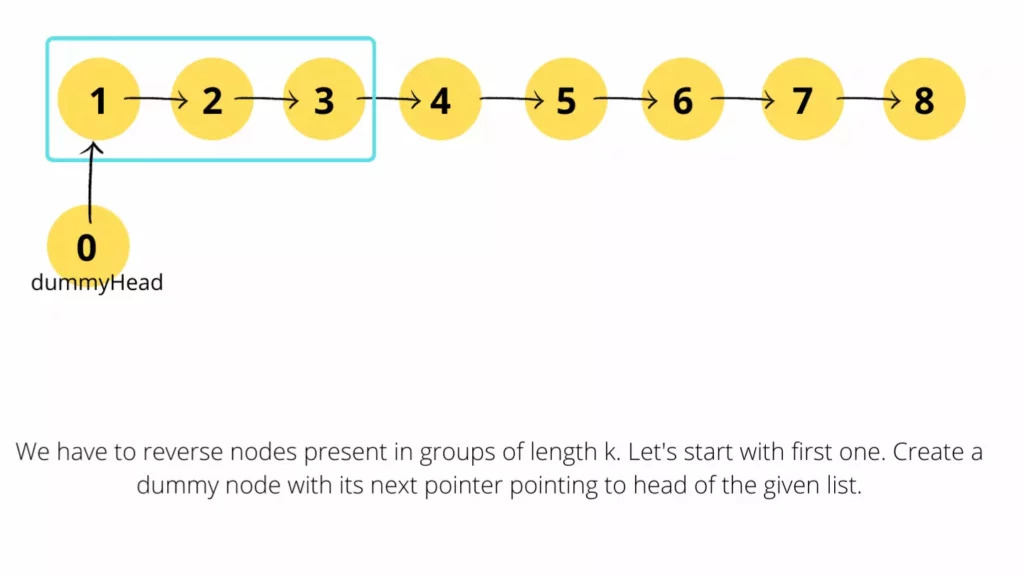 1 2 3 4 5 6 7 8
0
dummyHead
We have to reverse nodes present in groups of length k. Let's start with first one. Create a
dummy node with its next pointer pointing to head of the given list.